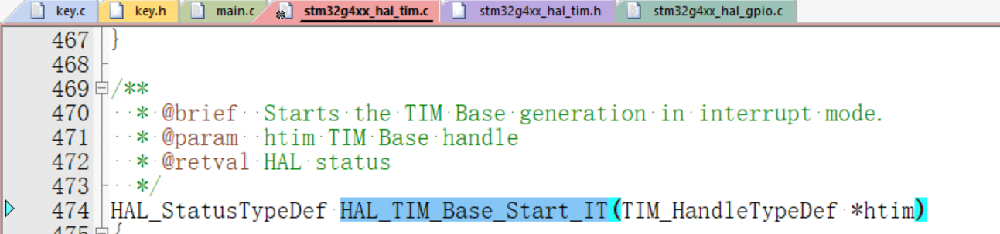 key.c key.h main.c stm32g4xx_hal_tim.c stm32g4xx_hal_tim.h stm32g4xx_hal_gpio.c
467 }
468
469 /**
470 * @brief Starts the TIM Base generation in interrupt mode.
471 * @param htim TIM Base handle
472 * @retval HAL status
473 */
474 HAL_StatusTypeDef HAL_TIM_Base_Start_IT(TIM_HandleTypeDef *htim)
475 {